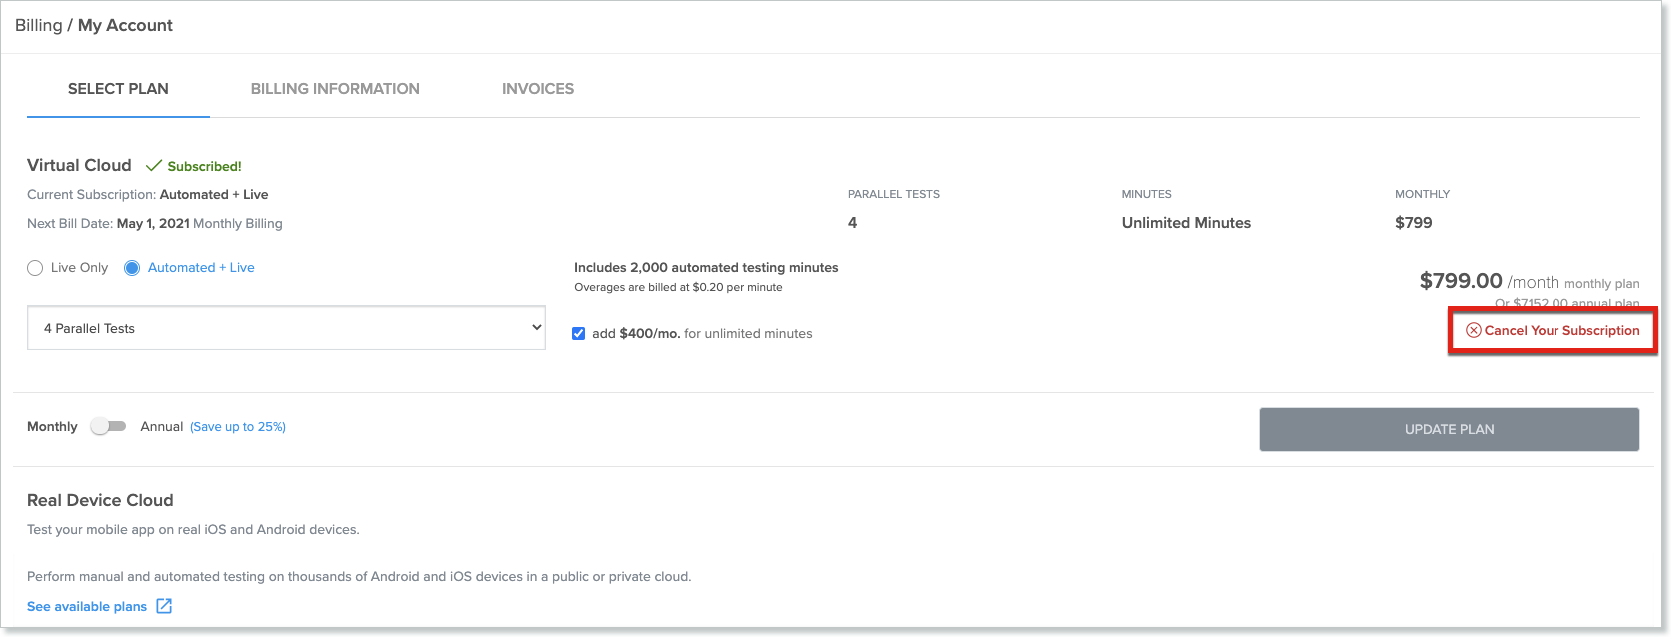 Billing / My Account
SELECT PLAN BILLING INFORMATION INVOICES
Virtual Cloud Subscribed!
Current Subscription: Automated + Live
Next Bill Date: May 1, 2021 Monthly Billing
PARALLEL TESTS MINUTES MONTHLY
4 Unlimited Minutes $799
Live Only Automated + Live
Includes 2,000 automated testing minutes
Overages are billed at $0.20 per minute
$799.00 /month monthly plan
Or $7152.00 annual plan
4 Parallel Tests
add $400/mo. for unlimited minutes
Cancel Your Subscription
Monthly Annual (Save up to 25%)
UPDATE PLAN
Real Device Cloud
Test your mobile app on real iOS and Android devices.
Perform manual and automated testing on thousands of Android and iOS devices in a public or private cloud.
See available plans